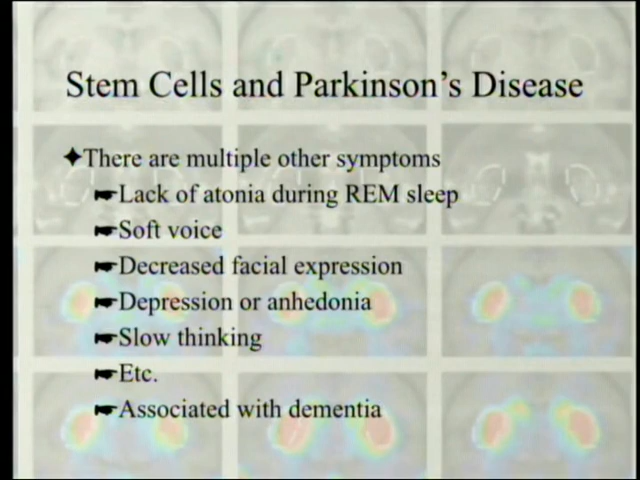 Stem Cells and Parkinson's Disease
There are multiple other symptoms
Lack of atonia during REM sleep
Soft voice
Decreased facial expression
Depression or anhedonia
Slow thinking
Etc.
Associated with dementia